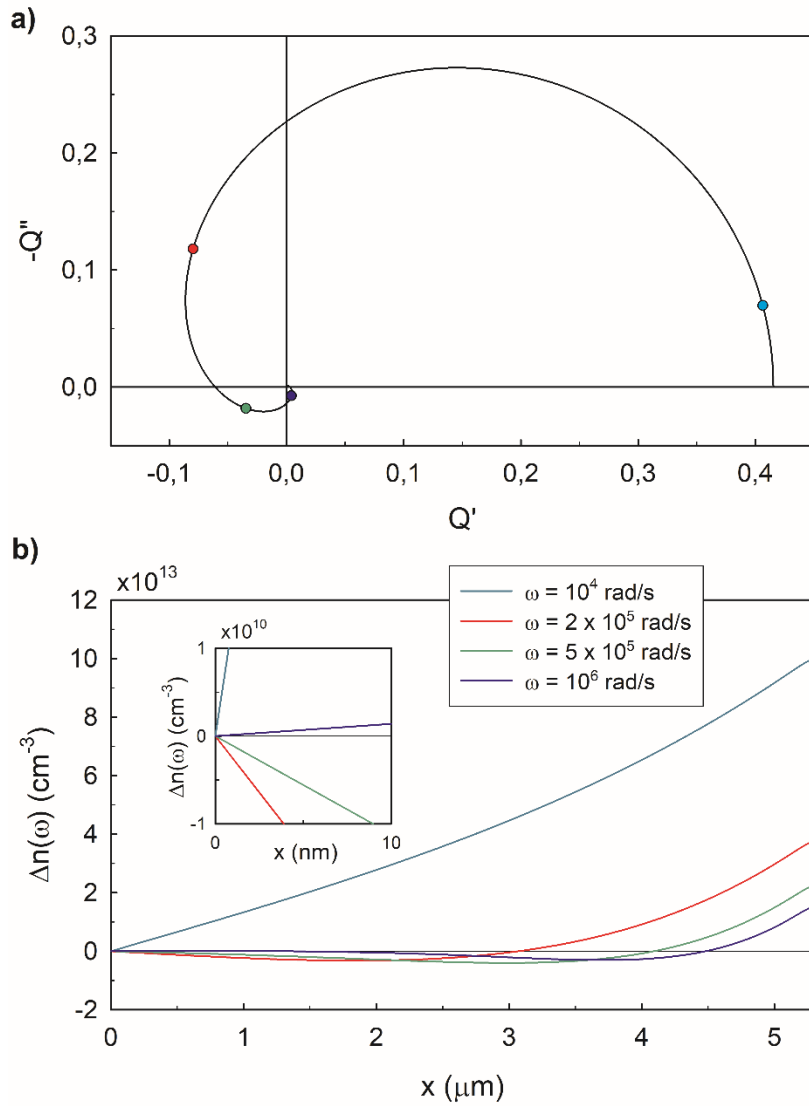 a)
0,3
0,2
0,1
0,0
-Q"
-0,1 0,0 0,1 0,2 0,3 0,4
Q'
b)
x10¹³
12
10
8
6
4
2
0
-2
Δn(ω) (cm⁻³)
ω = 10⁴ rad/s
ω = 2 x 10⁵ rad/s
ω = 5 x 10⁵ rad/s
ω = 10⁶ rad/s
x10¹⁰
1
0
-1
Δn(ω) (cm⁻³)
0 10
x (nm)
0 1 2 3 4 5
x (μm)